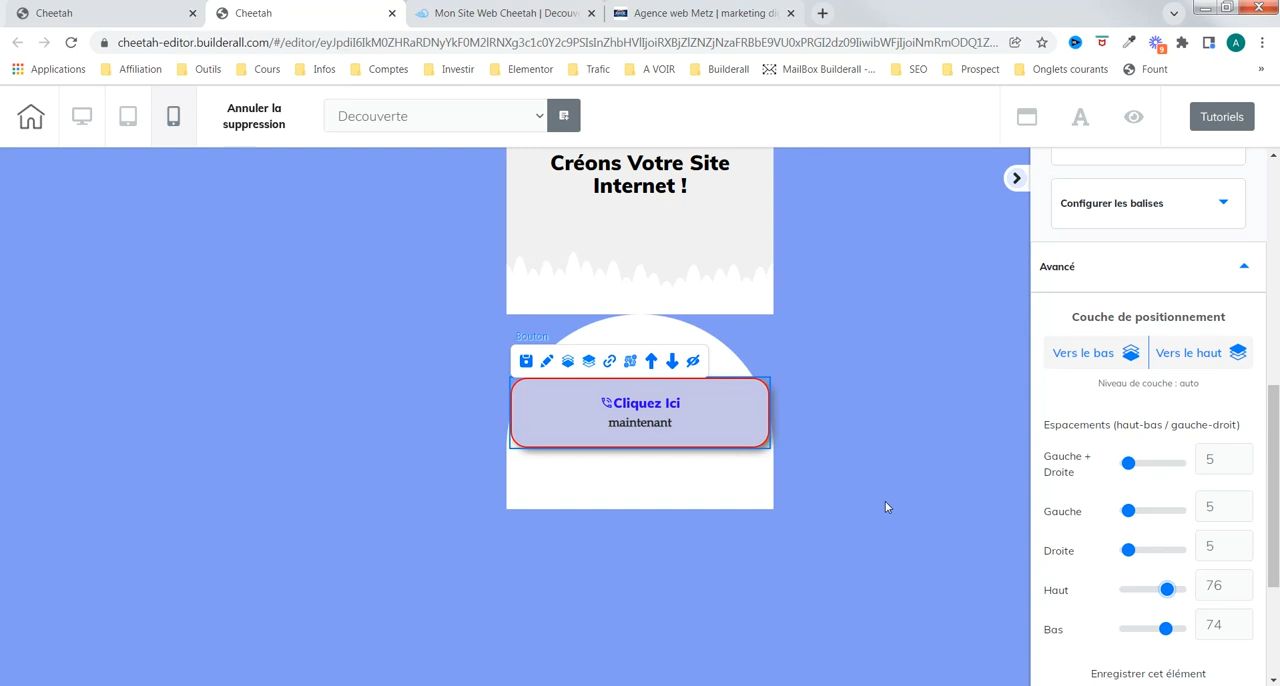 Cheetah
Cheetah
Mon Site Web Cheetah | Decouv
Agence web Metz | marketing di
cheetah-editor.builderall.com/#/editor/eyJpdiI6IkM0ZHRaRDNyYkF0M2lRNXg3c1c0Y2c9PSIsInZhbHVlIjoiRXBjZlZNZjNzaFRBbE9VU0xPRGI2dz09IiwibWFjIjoiNmRmODQ1Z...
9
A
Applications
Affiliation
Outils
Cours
Infos
Comptes
Investir
Elementor
Trafic
A VOIR
Builderall
MailBox Builderall -...
SEO
Prospect
Onglets courants
Fount
»
Annuler la
suppression
Decouverte
Tutoriels
Créons Votre Site
Internet !
Bouton
Cliquez Ici
maintenant
Configurer les balises
Avancé
Couche de positionnement
Vers le bas
Vers le haut
Niveau de couche : auto
Espacements (haut-bas / gauche-droit)
Gauche +
Droite
5
Gauche
5
Droite
5
Haut
76
Bas
74
Enregistrer cet élément